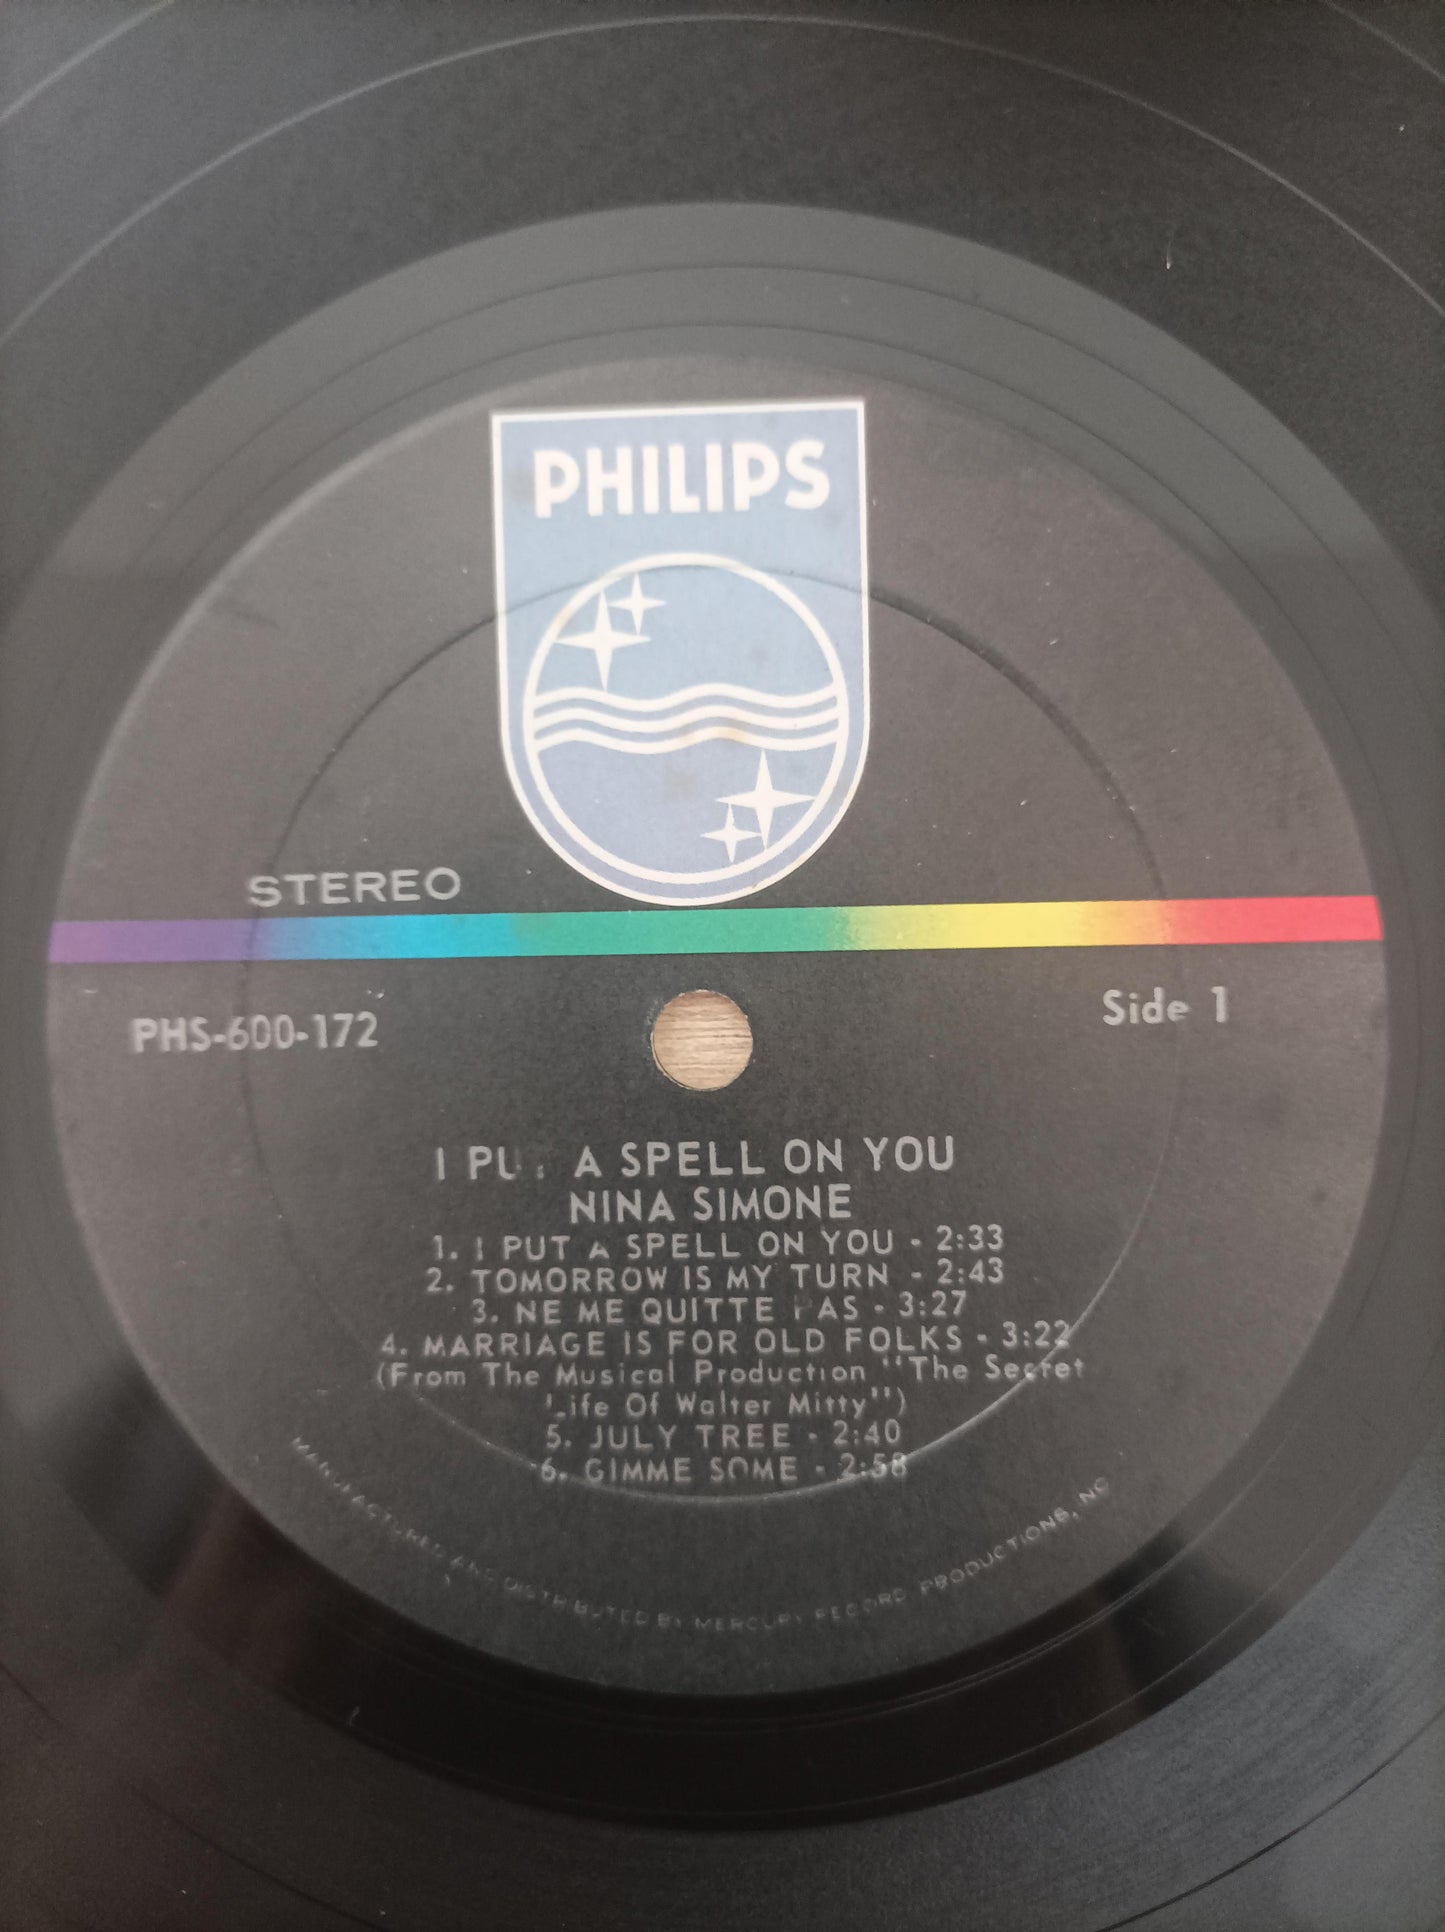 PHILIPS
STEREO
PHS-600-172
Side 1
I PUT A SPELL ON YOU
NINA SIMONE
1. I PUT A SPELL ON YOU - 2:33
2. TOMORROW IS MY TURN - 2:43
3. NE ME QUITTE PAS - 3:27
4. MARRIAGE IS FOR OLD FOLKS - 3:22
(From The Musical Production "The Secret
Life Of Walter Mitty")
5. JULY TREE - 2:40
6. GIMME SOME - 2:58
MANUFACTURED AND DISTRIBUTED BY MERCURY RECORD PRODUCTIONS, INC